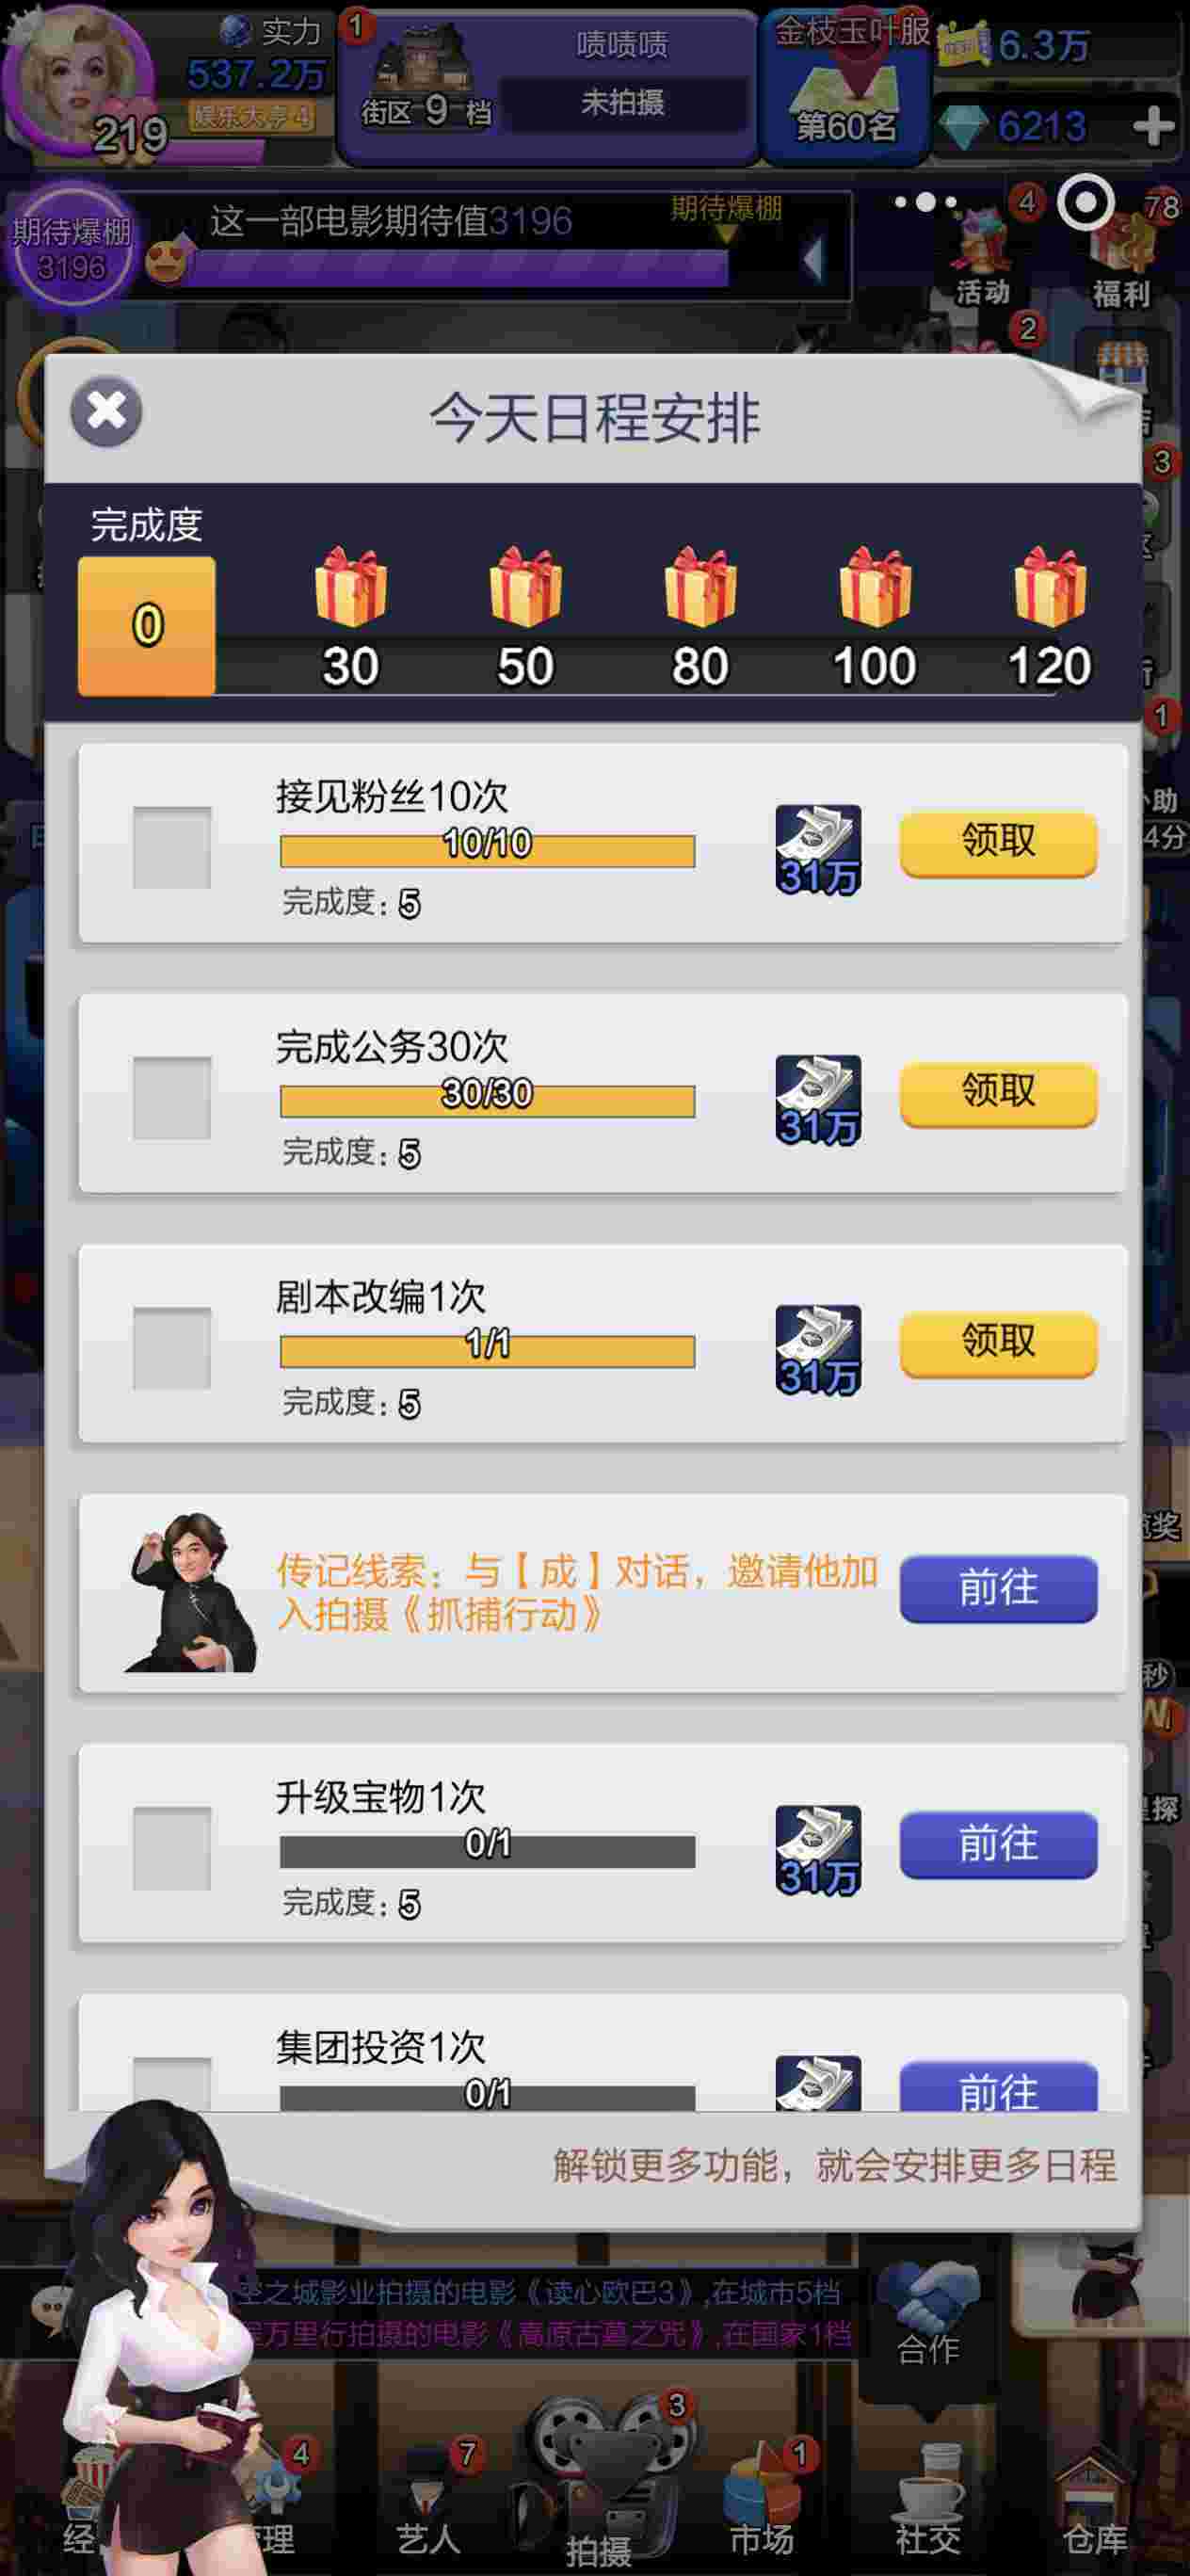 实力
1
537.2万
219
娱乐大亨4
街区 9 档
啧啧啧
未拍摄
金枝玉叶服
第60名
6.3万
6213
期待爆棚
3196
这一部电影期待值3196
期待爆棚
4
活动
78
福利
2
今天日程安排
3
完成度
0
30
50
80
100
120
1
接见粉丝10次
10/10
完成度: 5
31万
领取
助
4分
完成公务30次
30/30
完成度: 5
31万
领取
剧本改编1次
1/1
完成度: 5
31万
领取
奖
传记线索：与【成】对话，邀请他加
入拍摄《抓捕行动》
前往
秒
升级宝物1次
0/1
完成度: 5
31万
前往
探
集团投资1次
0/1
前往
解锁更多功能，就会安排更多日程
之城影业拍摄的电影《读心欧巴3》,在城市5档
万里行拍摄的电影《高原古墓之咒》,在国家1档
合作
经
4
理
7
艺人
3
拍摄
1
市场
社交
仓库